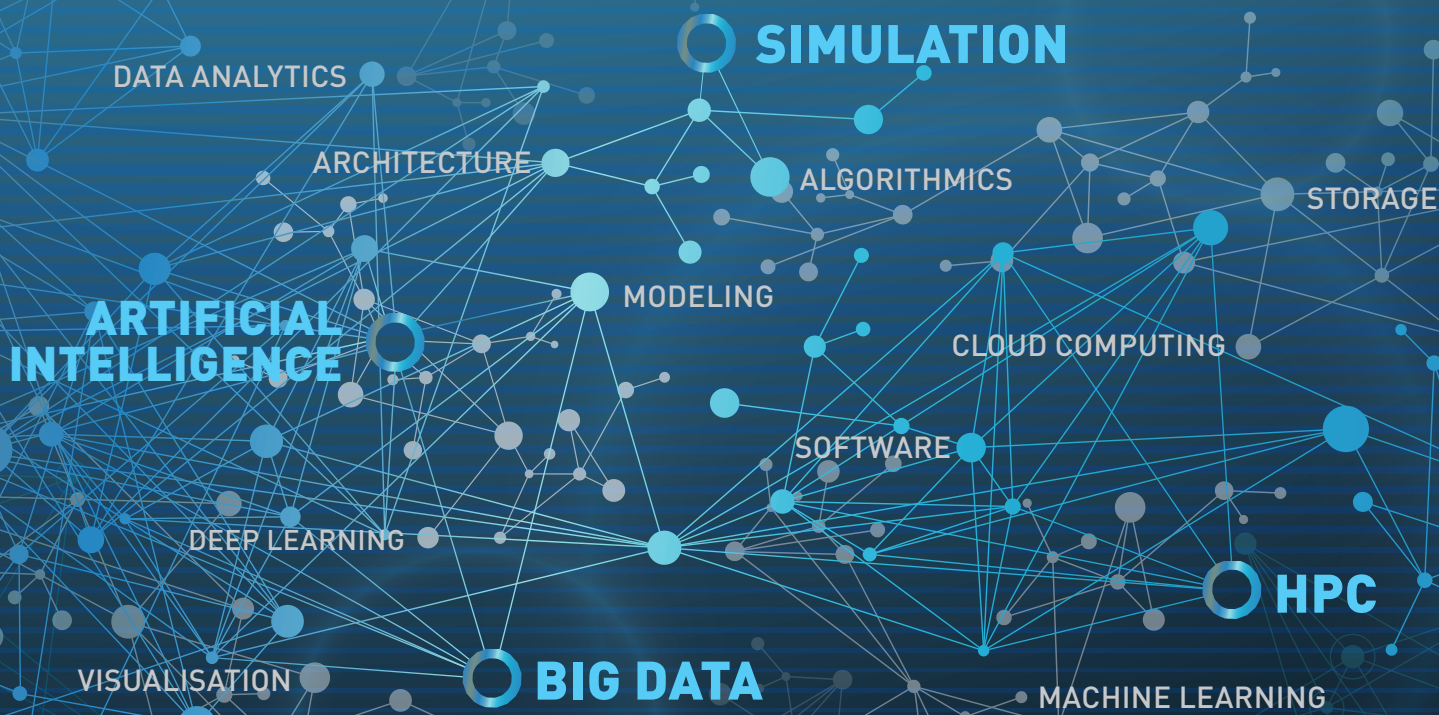 SIMULATION
DATA ANALYTICS
ARCHITECTURE
ALGORITHMICS
STORAGE
MODELING
ARTIFICIAL
INTELLIGENCE
CLOUD COMPUTING
SOFTWARE
DEEP LEARNING
HPC
VISUALISATION
BIG DATA
MACHINE LEARNING